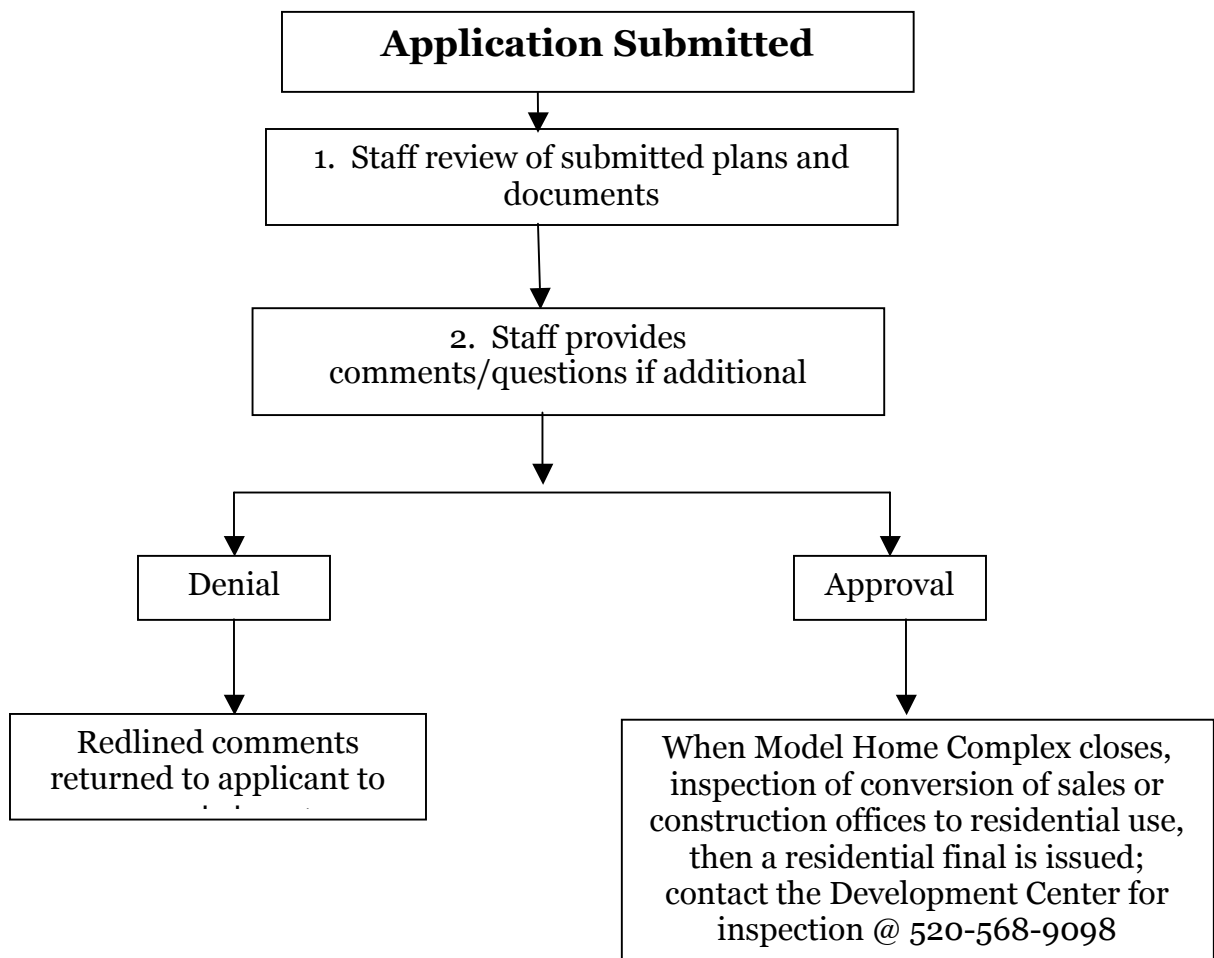 Application Submitted
1. Staff review of submitted plans and
documents
2. Staff provides
comments/questions if additional
Denial
Approval
Redlined comments
returned to applicant to
When Model Home Complex closes,
inspection of conversion of sales or
construction offices to residential use,
then a residential final is issued;
contact the Development Center for
inspection @ 520-568-9098